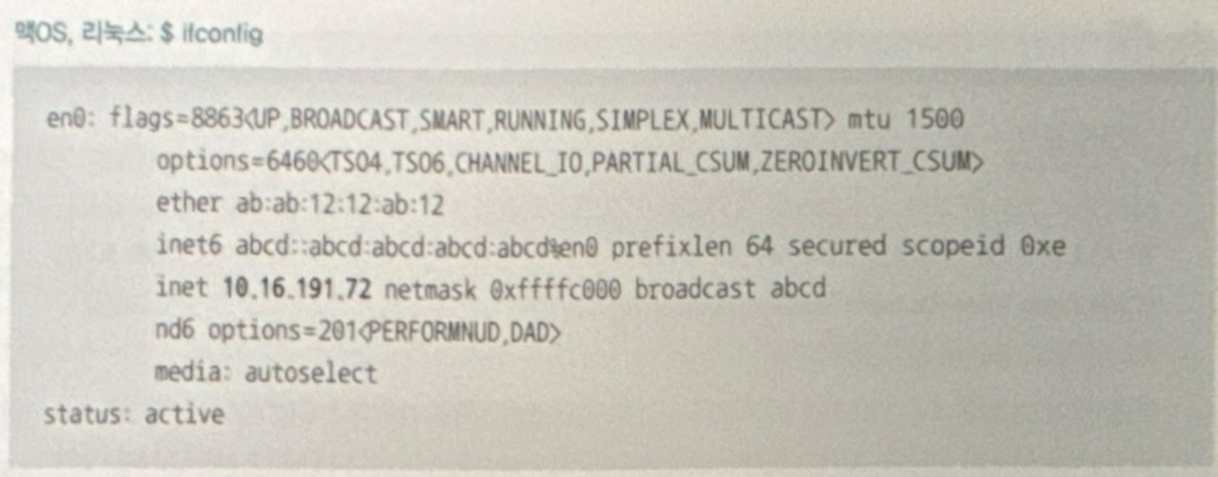 맥OS, 리눅스: $ ifconfig
en0: flags=8863<UP,BROADCAST,SMART,RUNNING,SIMPLEX,MULTICAST> mtu 1500
options=6460<TSO4,TSO6,CHANNEL_IO,PARTIAL_CSUM,ZEROINVERT_CSUM>
ether ab:ab:12:12:ab:12
inet6 abcd::abcd:abcd:abcd:abcd%en0 prefixlen 64 secured scopeid 0xe
inet 10.16.191.72 netmask 0xffffc000 broadcast abcd
nd6 options=201<PERFORMNUD,DAD>
media: autoselect
status: active